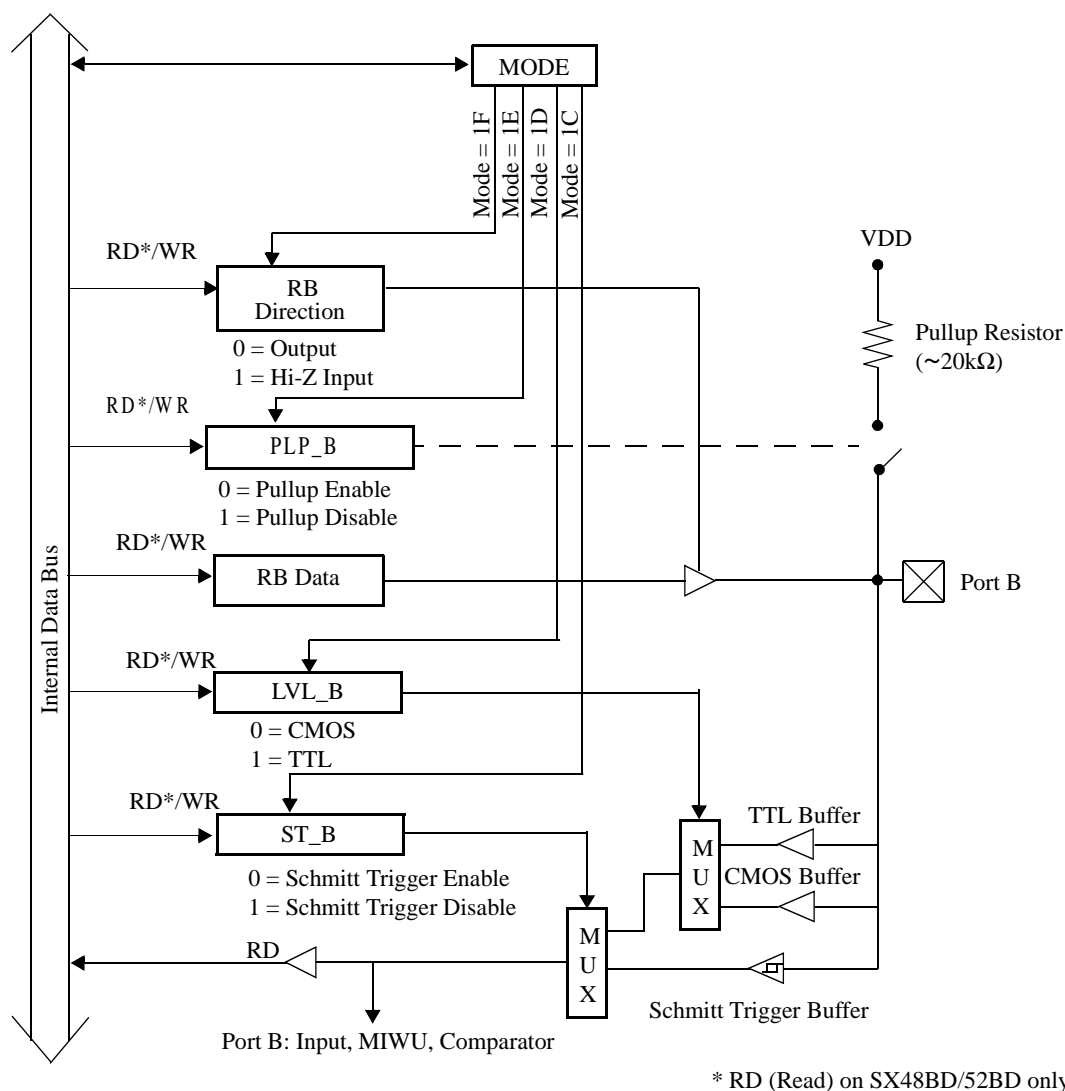 MODE
Mode = 1F
Mode = 1E
Mode = 1D
Mode = 1C
RD*/WR
RB
Direction
0 = Output
1 = Hi-Z Input
VDD
Pullup Resistor
(~20kΩ)
RD*/WR
PLP_B
0 = Pullup Enable
1 = Pullup Disable
Internal Data Bus
RD*/WR
RB Data
Port B
RD*/WR
LVL_B
0 = CMOS
1 = TTL
RD*/WR
ST_B
0 = Schmitt Trigger Enable
1 = Schmitt Trigger Disable
TTL Buffer
M
U
X
CMOS Buffer
M
U
X
RD
Schmitt Trigger Buffer
Port B: Input, MIWU, Comparator
* RD (Read) on SX48BD/52BD only